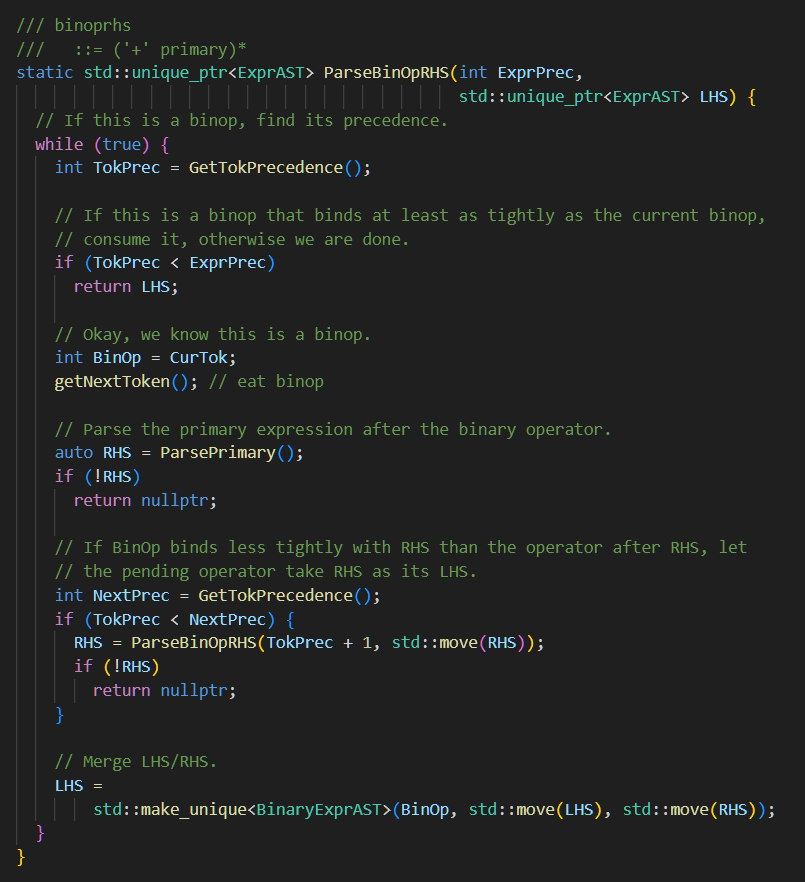 /// binoprhs
///   ::= ('+' primary)*
static std::unique_ptr<ExprAST> ParseBinOpRHS(int ExprPrec,
                                              std::unique_ptr<ExprAST> LHS) {
  // If this is a binop, find its precedence.
  while (true) {
    int TokPrec = GetTokPrecedence();

    // If this is a binop that binds at least as tightly as the current binop,
    // consume it, otherwise we are done.
    if (TokPrec < ExprPrec)
      return LHS;

    // Okay, we know this is a binop.
    int BinOp = CurTok;
    getNextToken(); // eat binop

    // Parse the primary expression after the binary operator.
    auto RHS = ParsePrimary();
    if (!RHS)
      return nullptr;

    // If BinOp binds less tightly with RHS than the operator after RHS, let
    // the pending operator take RHS as its LHS.
    int NextPrec = GetTokPrecedence();
    if (TokPrec < NextPrec) {
      RHS = ParseBinOpRHS(TokPrec + 1, std::move(RHS));
      if (!RHS)
        return nullptr;
    }

    // Merge LHS/RHS.
    LHS =
        std::make_unique<BinaryExprAST>(BinOp, std::move(LHS), std::move(RHS));
  }
}